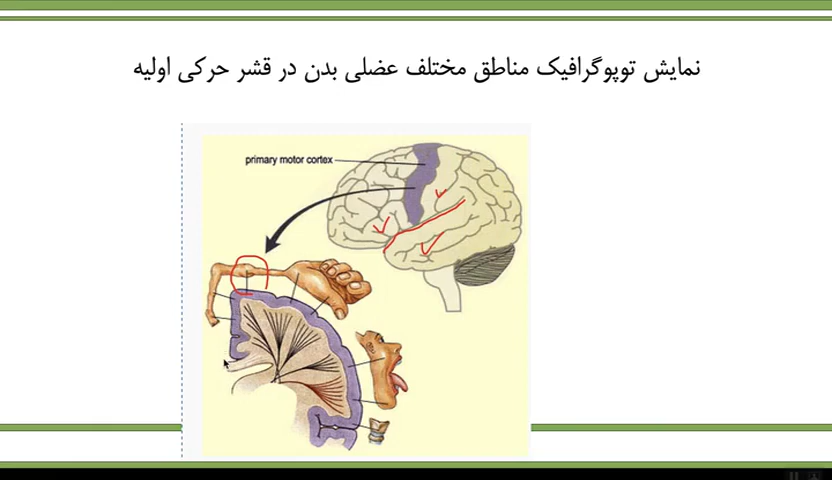 نمایش توپوگرافیک مناطق مختلف عضلی بدن در قشر حرکی اولیه
primary motor cortex